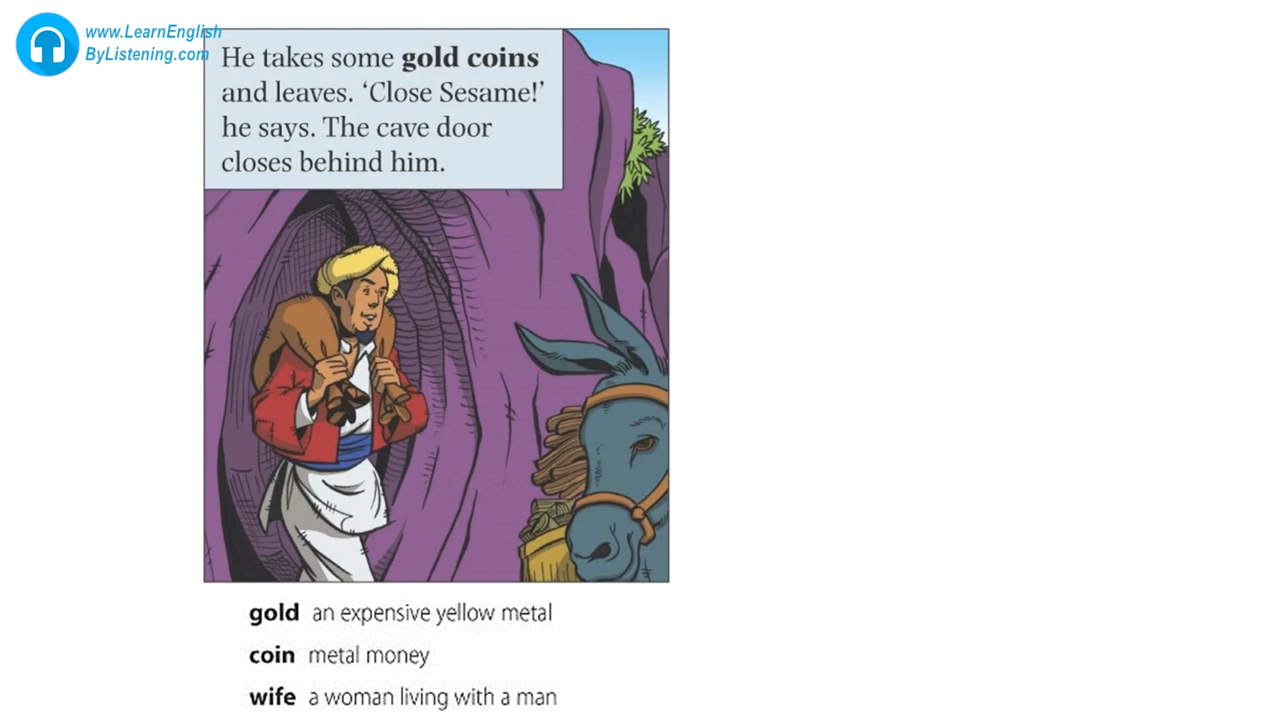 www.LearnEnglish
ByListening.com
He takes some gold coins
and leaves. ‘Close Sesame!’
he says. The cave door
closes behind him.
gold an expensive yellow metal
coin metal money
wife a woman living with a man